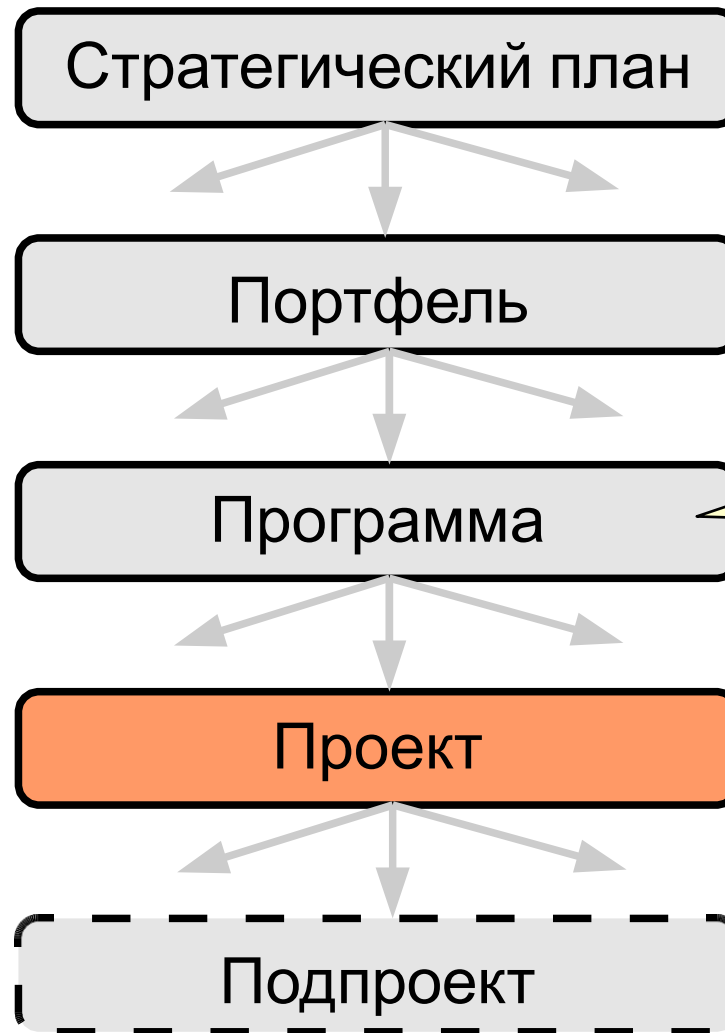 Стратегический план
Портфель
Программа
Проект
Подпроект